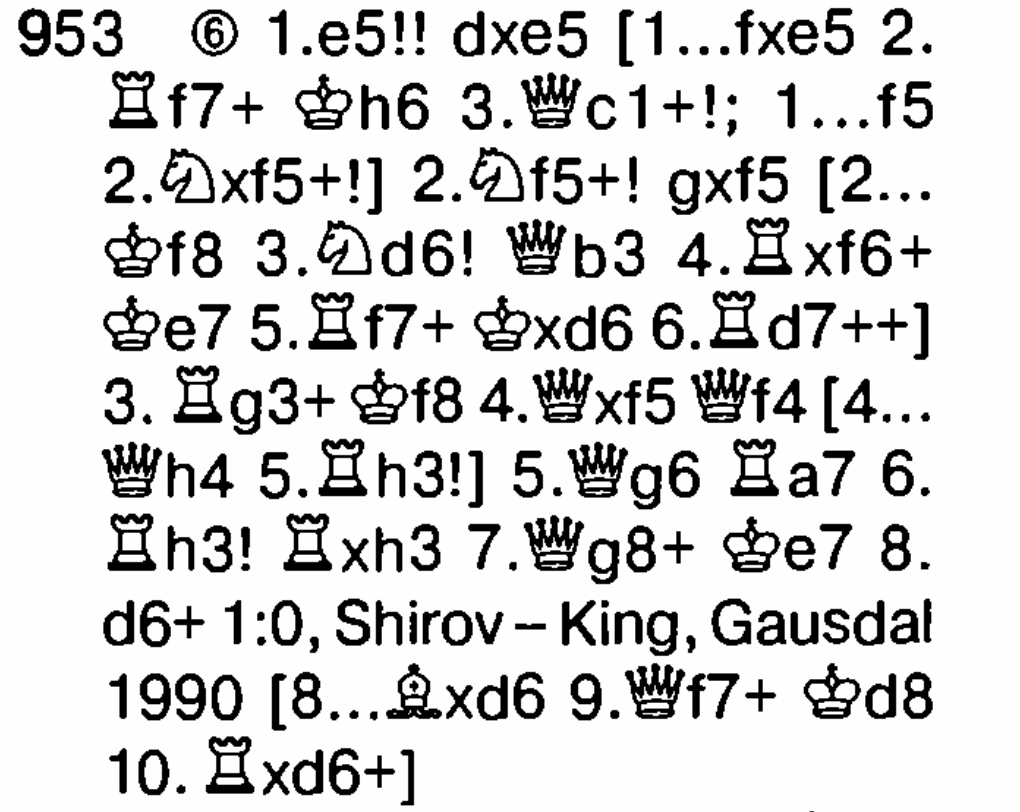 953 ⑥ 1.e5!! dxe5 [1...fxe5 2.
♖f7+ ♔h6 3.♕c1+!; 1...f5
2.♘xf5+!] 2.♘f5+! gxf5 [2...
♔f8 3.♘d6! ♕b3 4.♖xf6+
♔e7 5.♖f7+ ♔xd6 6.♖d7++]
3. ♖g3+ ♔f8 4.♕xf5 ♕f4 [4...
♕h4 5.♖h3!] 5.♕g6 ♖a7 6.
♖h3! ♖xh3 7.♕g8+ ♔e7 8.
d6+ 1:0, Shirov – King, Gausdal
1990 [8...♗xd6 9.♕f7+ ♔d8
10. ♖xd6+]